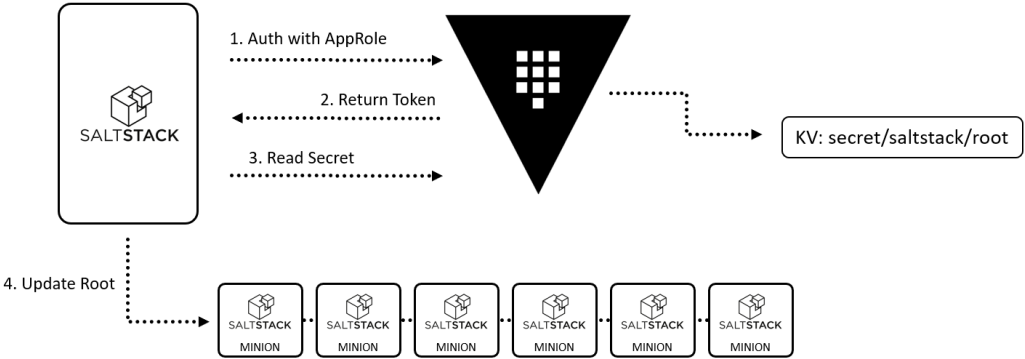 1. Auth with AppRole
2. Return Token
3. Read Secret
SALTSTACK
KV: secret/saltstack/root
4. Update Root
SALTSTACK
MINION
SALTSTACK
MINION
SALTSTACK
MINION
SALTSTACK
MINION
SALTSTACK
MINION
SALTSTACK
MINION